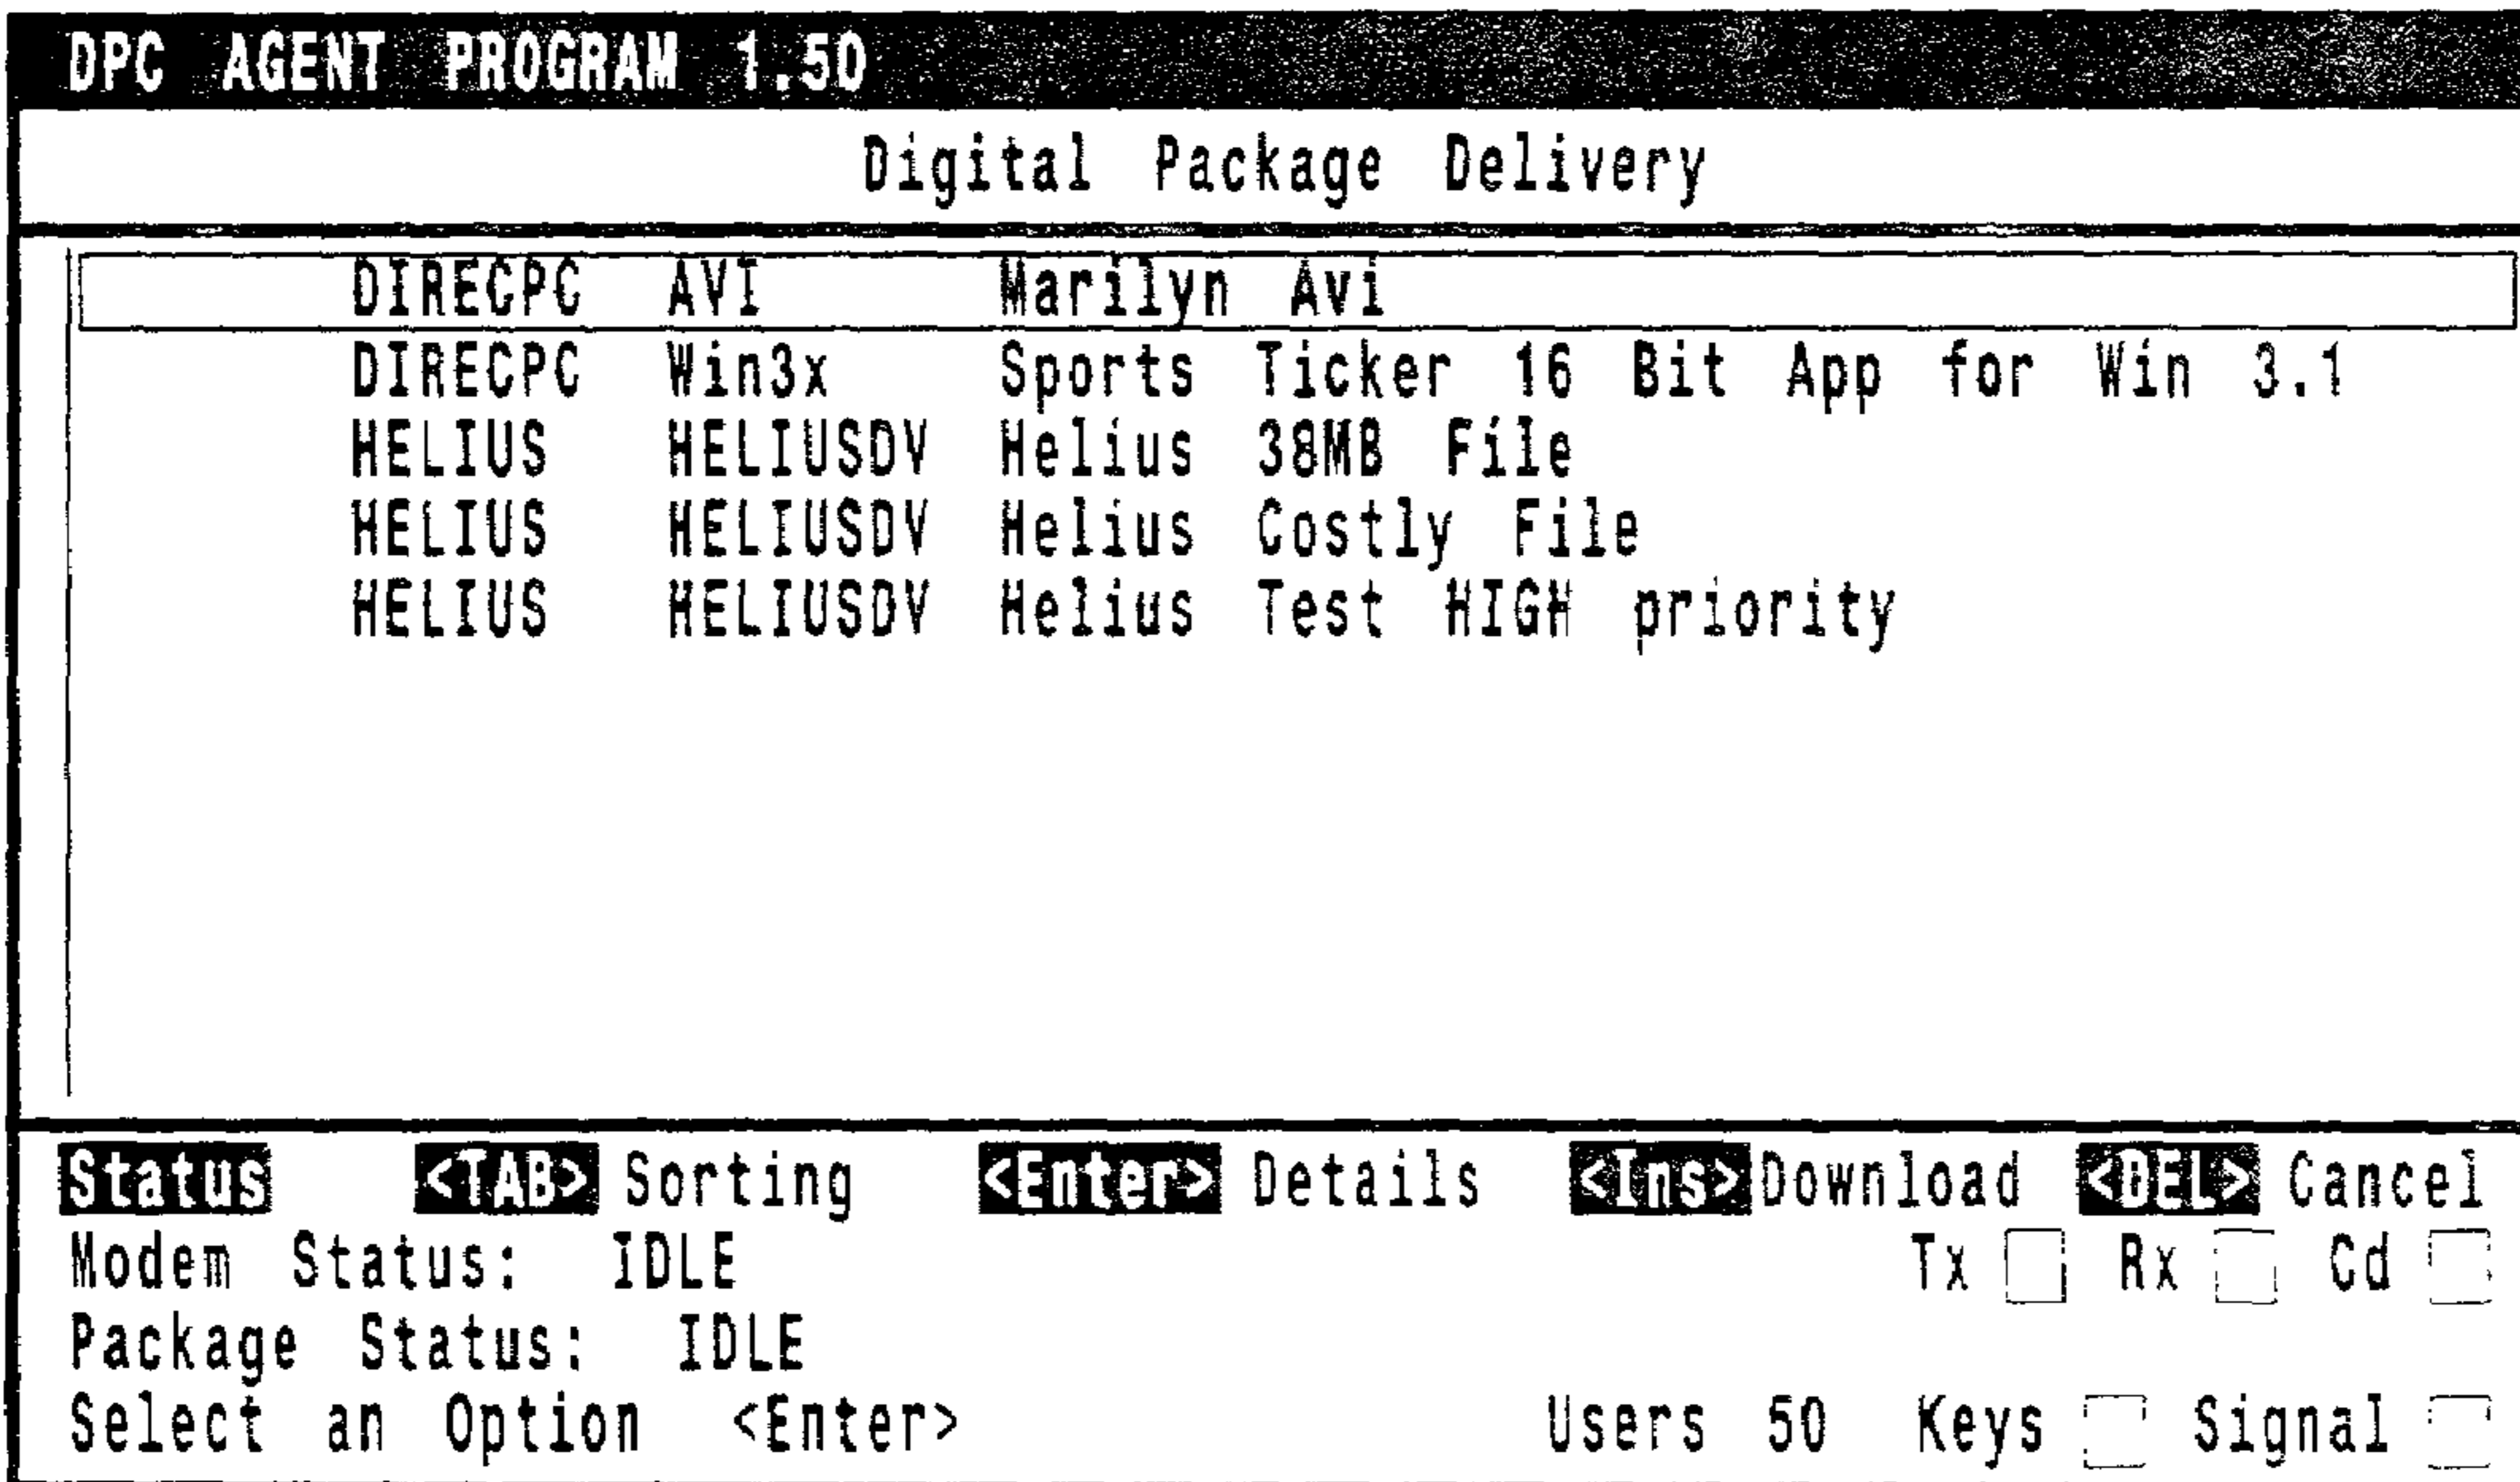 DPC AGENT PROGRAM 1.50
Digital Package Delivery
DIRECPC AVI Marilyn Avi
DIRECPC Win3x Sports Ticker 16 Bit App for Win 3.1
HELIUS HELIUSDV Helius 38MB File
HELIUS HELIUSDV Helius Costly File
HELIUS HELIUSDV Helius Test HIGH priority
Status <TAB> Sorting <Enter> Details <Ins> Download <DEL> Cancel
Modem Status: IDLE Tx Rx Cd
Package Status: IDLE
Select an Option <Enter> Users 50 Keys Signal